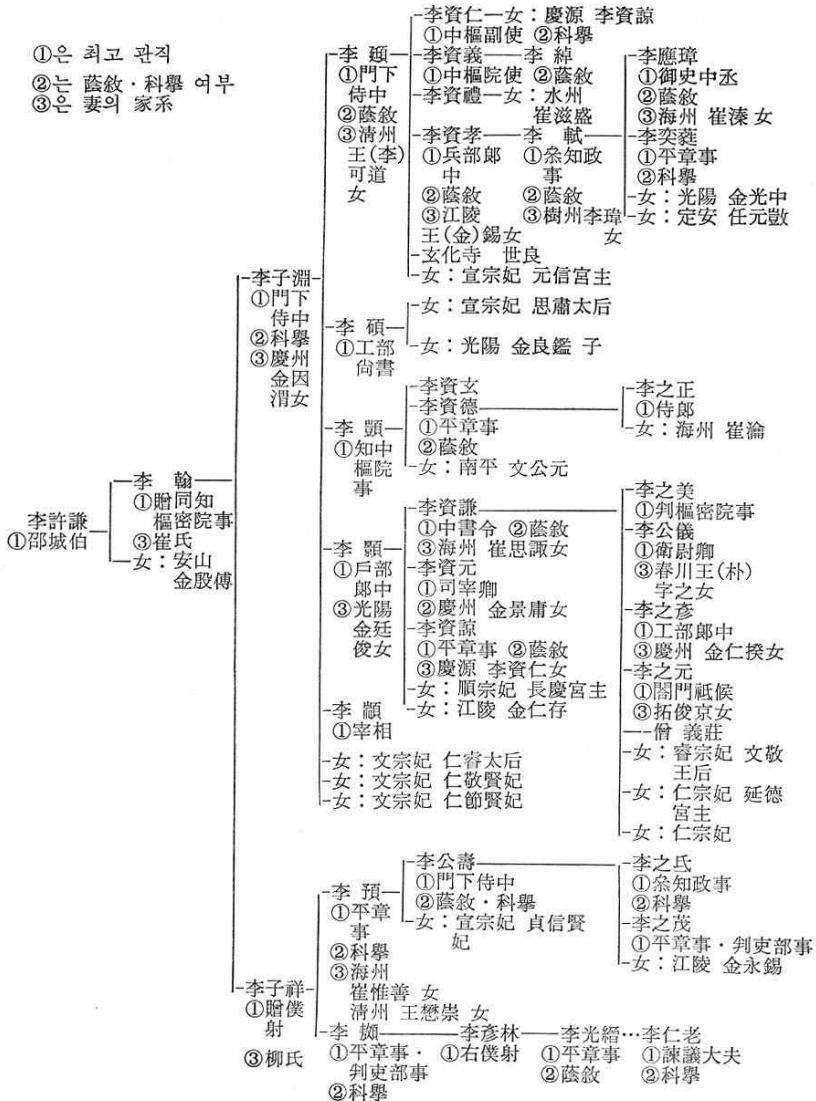 ①은 최고 관직
②는 蔭敘·科擧 여부
③은 妻의 家系
李許謙
①邵城伯
李 翰
①贈同知
樞密院事
③崔氏
女：安山
金殷傅
李子淵
①門下
侍中
②科擧
③慶州
金因
渭女
李子祥
①贈僕
射
③柳氏
李 頲
①門下
侍中
②蔭敘
③淸州
王(李)
可道
女
李 碩
①工部
尙書
李 顗
①知中
樞院
事
李 顥
①戶部
郎中
③光陽
金廷
俊女
李 顓
①宰相
女：文宗妃 仁睿太后
女：文宗妃 仁敬賢妃
女：文宗妃 仁節賢妃
李資仁—女：慶源 李資諒
①中樞副使 ②科擧
李資義 李 綽
①中樞院使 ②蔭敘
李資禮—女：水州
崔滋盛
李資孝 李 軾
①兵部郎
中
②蔭敘
③江陵
王(金)錫女
①叅知政
事
②蔭敘
③樹州李瑋
女
玄化寺 世良
女：宣宗妃 元信宮主
李應璋
①御史中丞
②蔭敘
③海州 崔溱 女
李奕蕤
①平章事
②科擧
女：光陽 金光中
女：定安 任元敱
女：宣宗妃 思肅太后
女：光陽 金良鑑 子
李資玄
李資德
①平章事
②蔭敘
女：南平 文公元
李之正
①侍郎
女：海州 崔瀹
李資謙
①中書令 ②蔭敘
③海州 崔思諏女
李資元
①司宰卿
②慶州 金景庸女
李資諒
①平章事 ②蔭敘
③慶源 李資仁女
女：順宗妃 長慶宮主
女：江陵 金仁存
李之美
①判樞密院事
李公儀
①衛尉卿
③春川王(朴)
字之女
李之彥
①工部郎中
③慶州 金仁揆女
李之元
①閤門祗候
③拓俊京女
僧 義莊
女：睿宗妃 文敬
王后
女：仁宗妃 延德
宮主
女：仁宗妃
李 預
①平章
事
②科擧
③海州
崔惟善 女
淸州 王懋崇 女
李公壽
①門下侍中
②蔭敘·科擧
女：宣宗妃 貞信賢
妃
李之氐
①叅知政事
②科擧
李之茂
①平章事·判吏部事
女：江陵 金永錫
李 䫨 李彥林 李光縉…李仁老
①平章事·
判吏部事
②科擧
①右僕射
①平章事
②蔭敘
①諫議大夫
②科擧